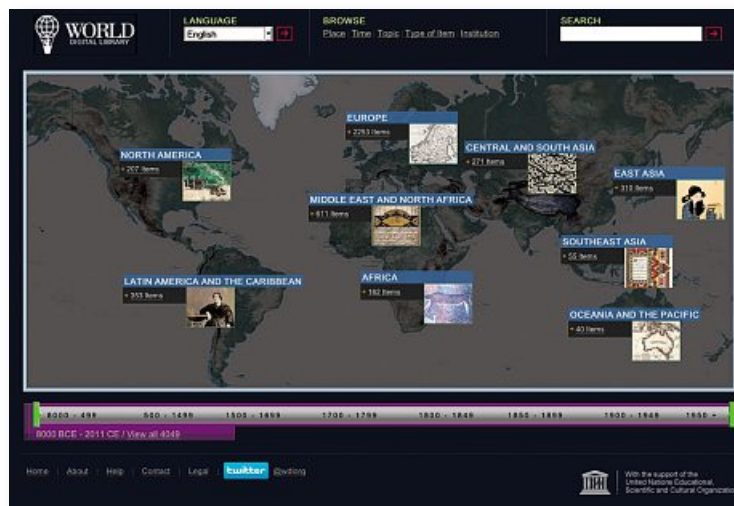 WORLD
DIGITAL LIBRARY
LANGUAGE
English
BROWSE
Place Time Topic Type of Item Institution
SEARCH
EUROPE
2253 Items
NORTH AMERICA
207 Items
CENTRAL AND SOUTH ASIA
271 Items
EAST ASIA
310 Items
MIDDLE EAST AND NORTH AFRICA
611 Items
SOUTHEAST ASIA
55 Items
LATIN AMERICA AND THE CARIBBEAN
353 Items
AFRICA
162 Items
OCEANIA AND THE PACIFIC
40 Items
8000 - 499 500 - 1499 1500 - 1699 1700 - 1799 1800 - 1849 1850 - 1899 1900 - 1949 1950 +
8000 BCE - 2011 CE / View all 4049
Home About Help Contact Legal twitter @wdlorg
With the support of the
United Nations Educational,
Scientific and Cultural Organizatio